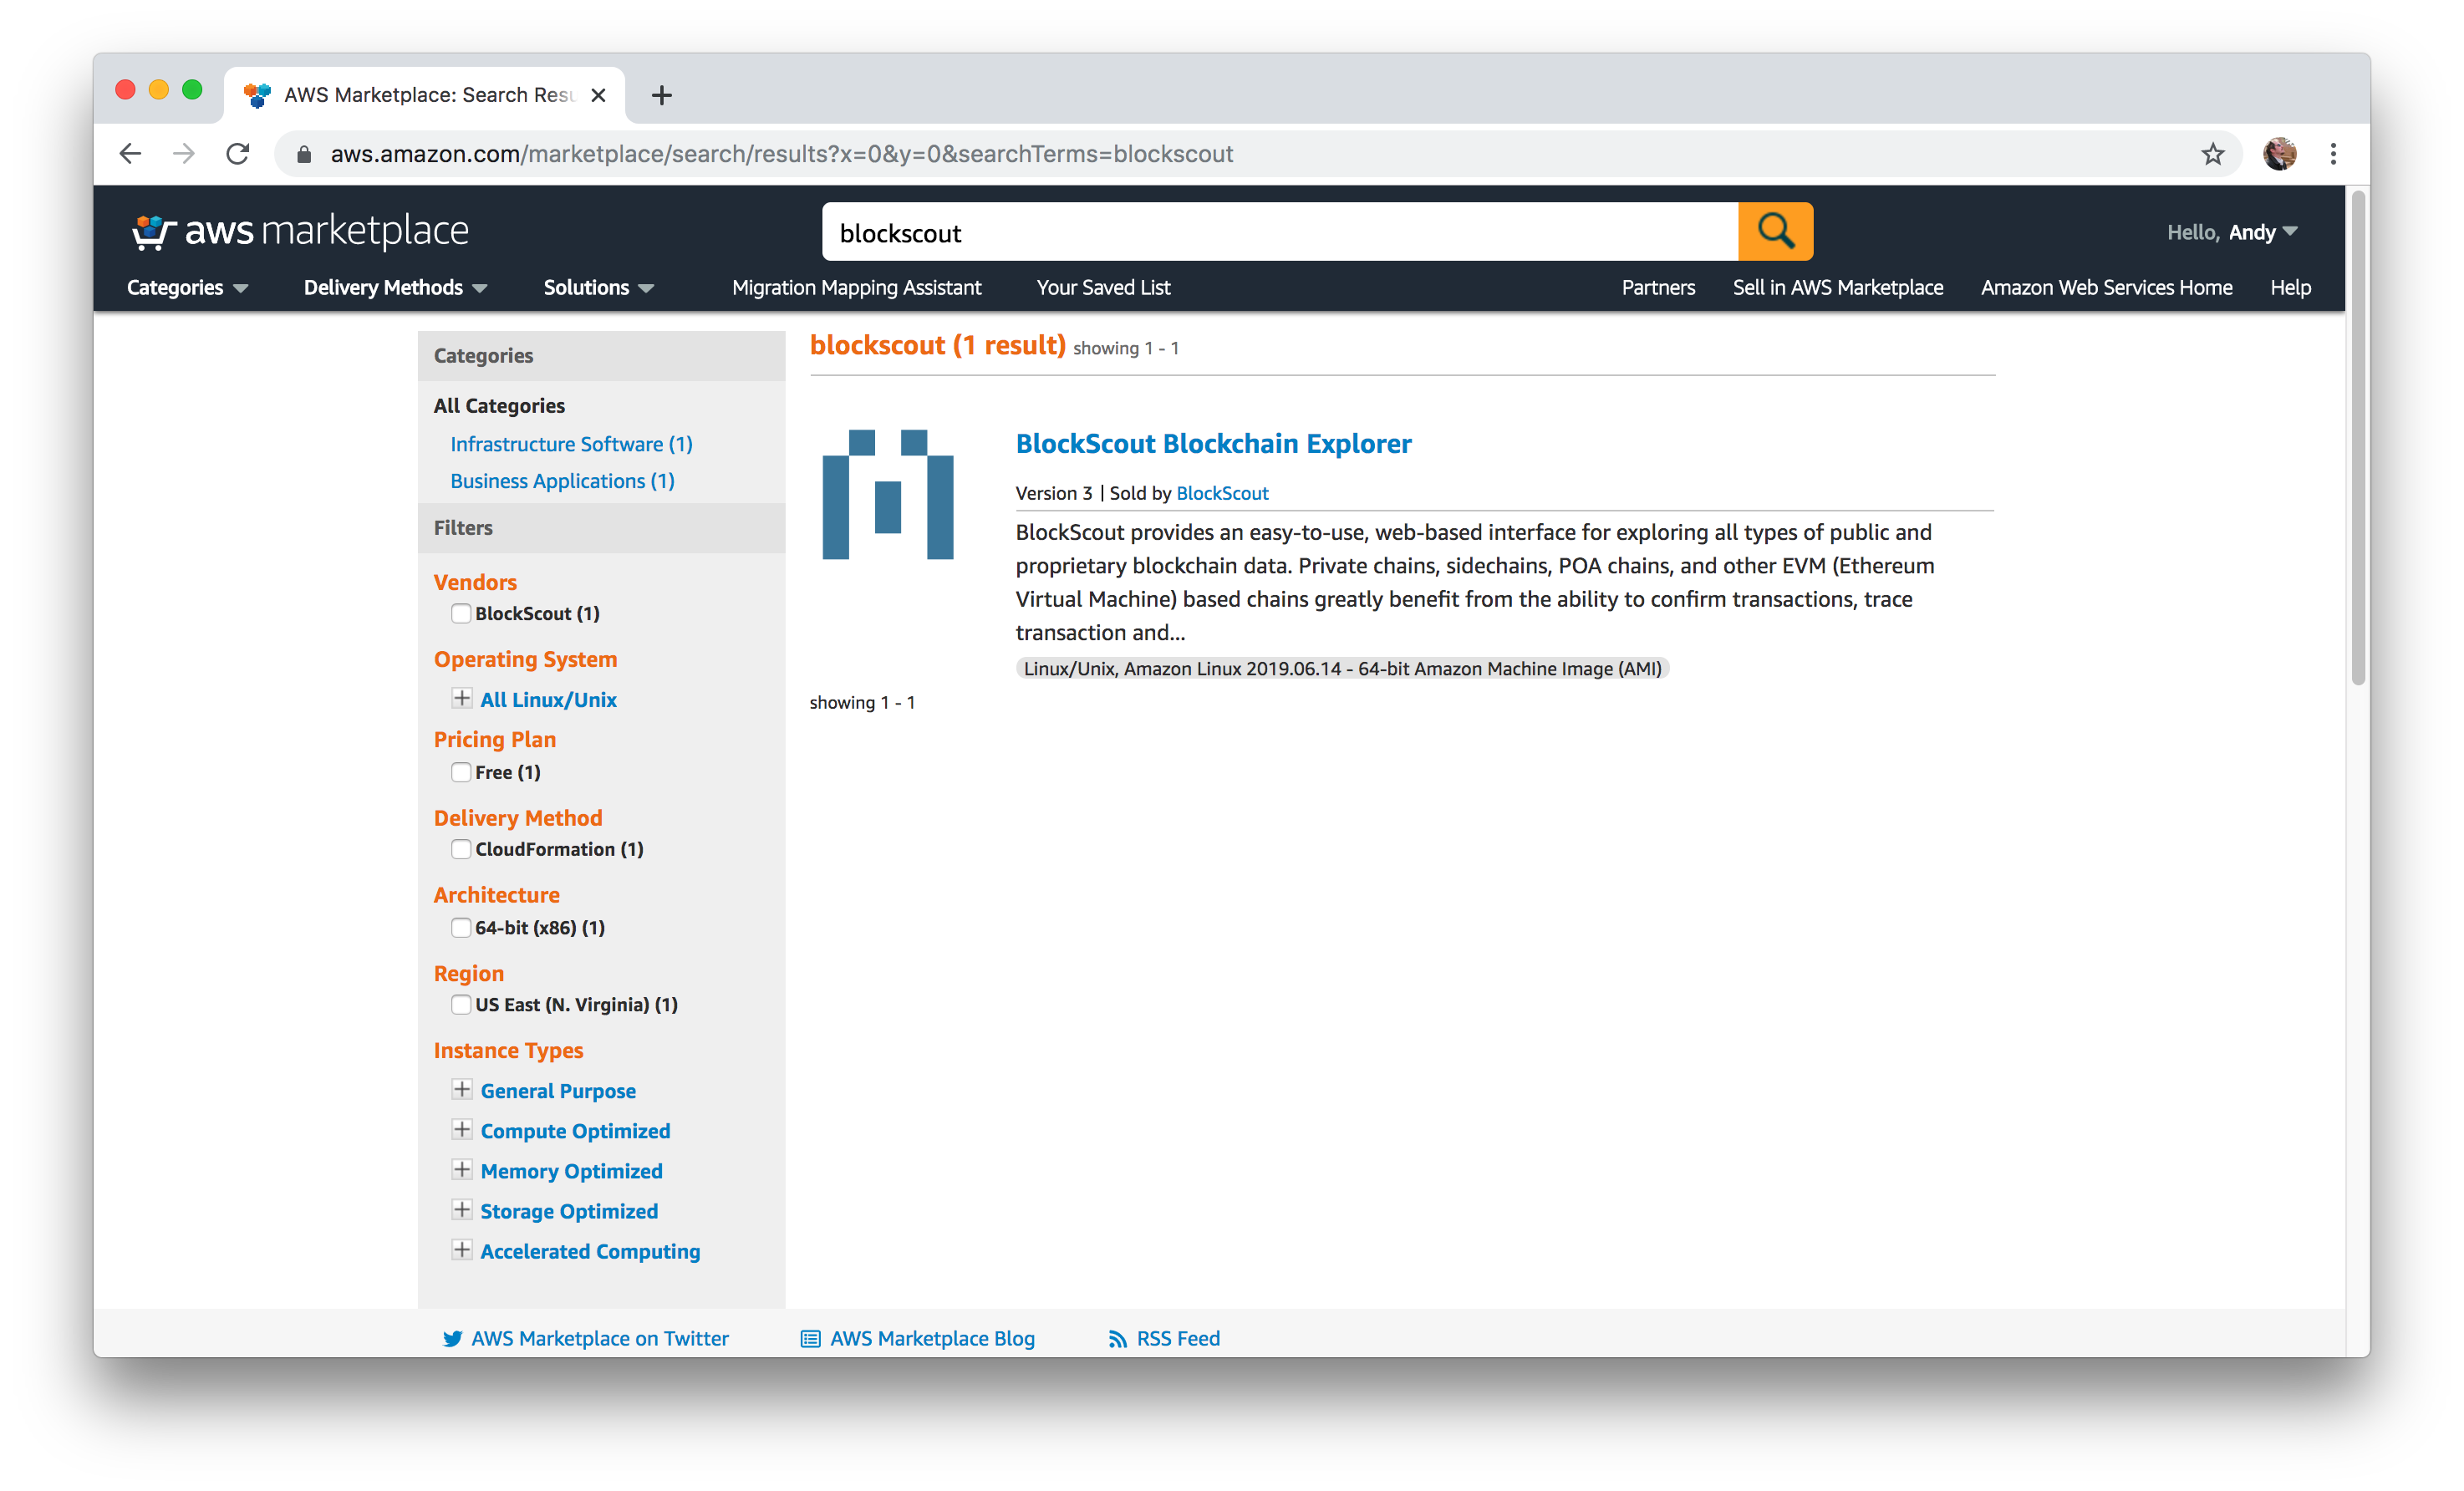 AWS Marketplace: Search Resu
aws.amazon.com/marketplace/search/results?x=0&y=0&searchTerms=blockscout
aws marketplace
blockscout
Hello, Andy
Categories
Delivery Methods
Solutions
Migration Mapping Assistant
Your Saved List
Partners
Sell in AWS Marketplace
Amazon Web Services Home
Help
Categories
All Categories
Infrastructure Software (1)
Business Applications (1)
Filters
Vendors
BlockScout (1)
Operating System
All Linux/Unix
Pricing Plan
Free (1)
Delivery Method
CloudFormation (1)
Architecture
64-bit (x86) (1)
Region
US East (N. Virginia) (1)
Instance Types
General Purpose
Compute Optimized
Memory Optimized
Storage Optimized
Accelerated Computing
blockscout (1 result) showing 1 - 1
BlockScout Blockchain Explorer
Version 3 | Sold by BlockScout
BlockScout provides an easy-to-use, web-based interface for exploring all types of public and
proprietary blockchain data. Private chains, sidechains, POA chains, and other EVM (Ethereum
Virtual Machine) based chains greatly benefit from the ability to confirm transactions, trace
transaction and...
Linux/Unix, Amazon Linux 2019.06.14 - 64-bit Amazon Machine Image (AMI)
showing 1 - 1
AWS Marketplace on Twitter
AWS Marketplace Blog
RSS Feed